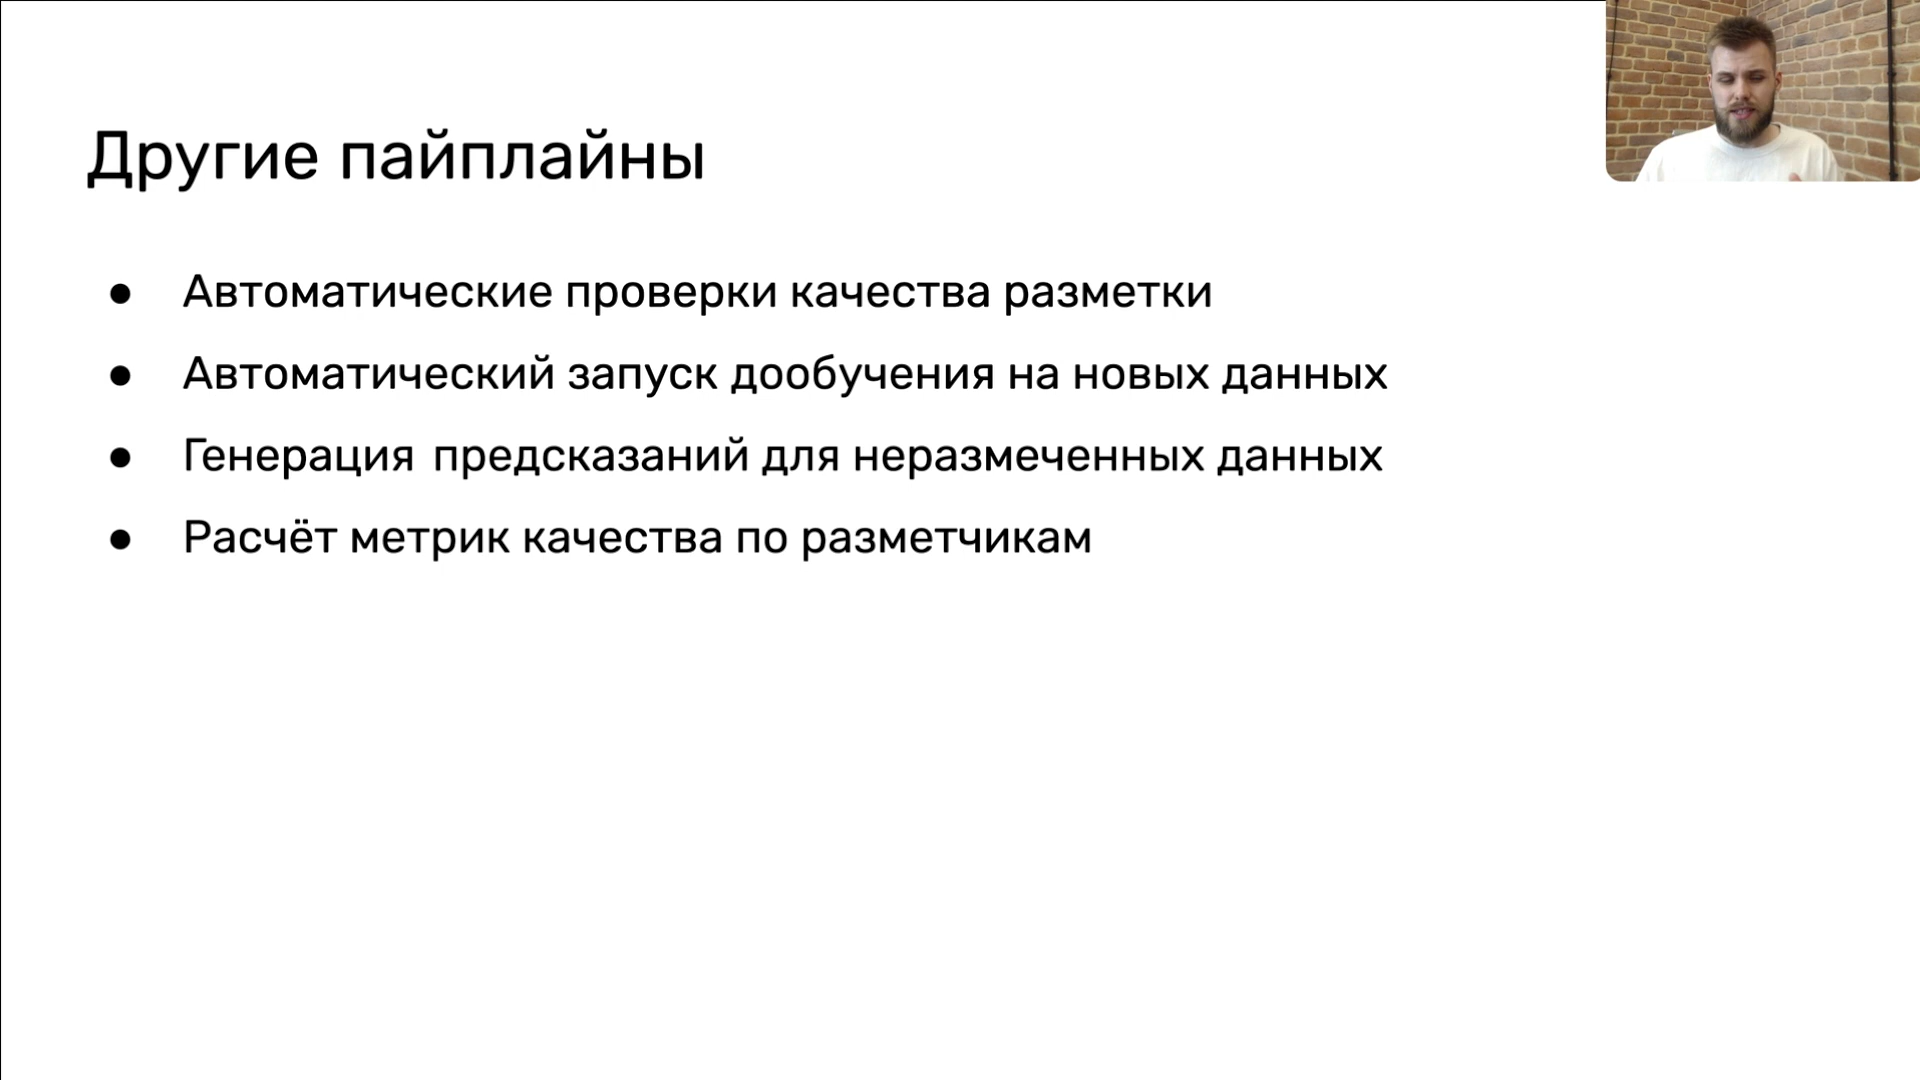 Другие пайплайны
● Автоматические проверки качества разметки
● Автоматический запуск дообучения на новых данных
● Генерация предсказаний для неразмеченных данных
● Расчёт метрик качества по разметчикам